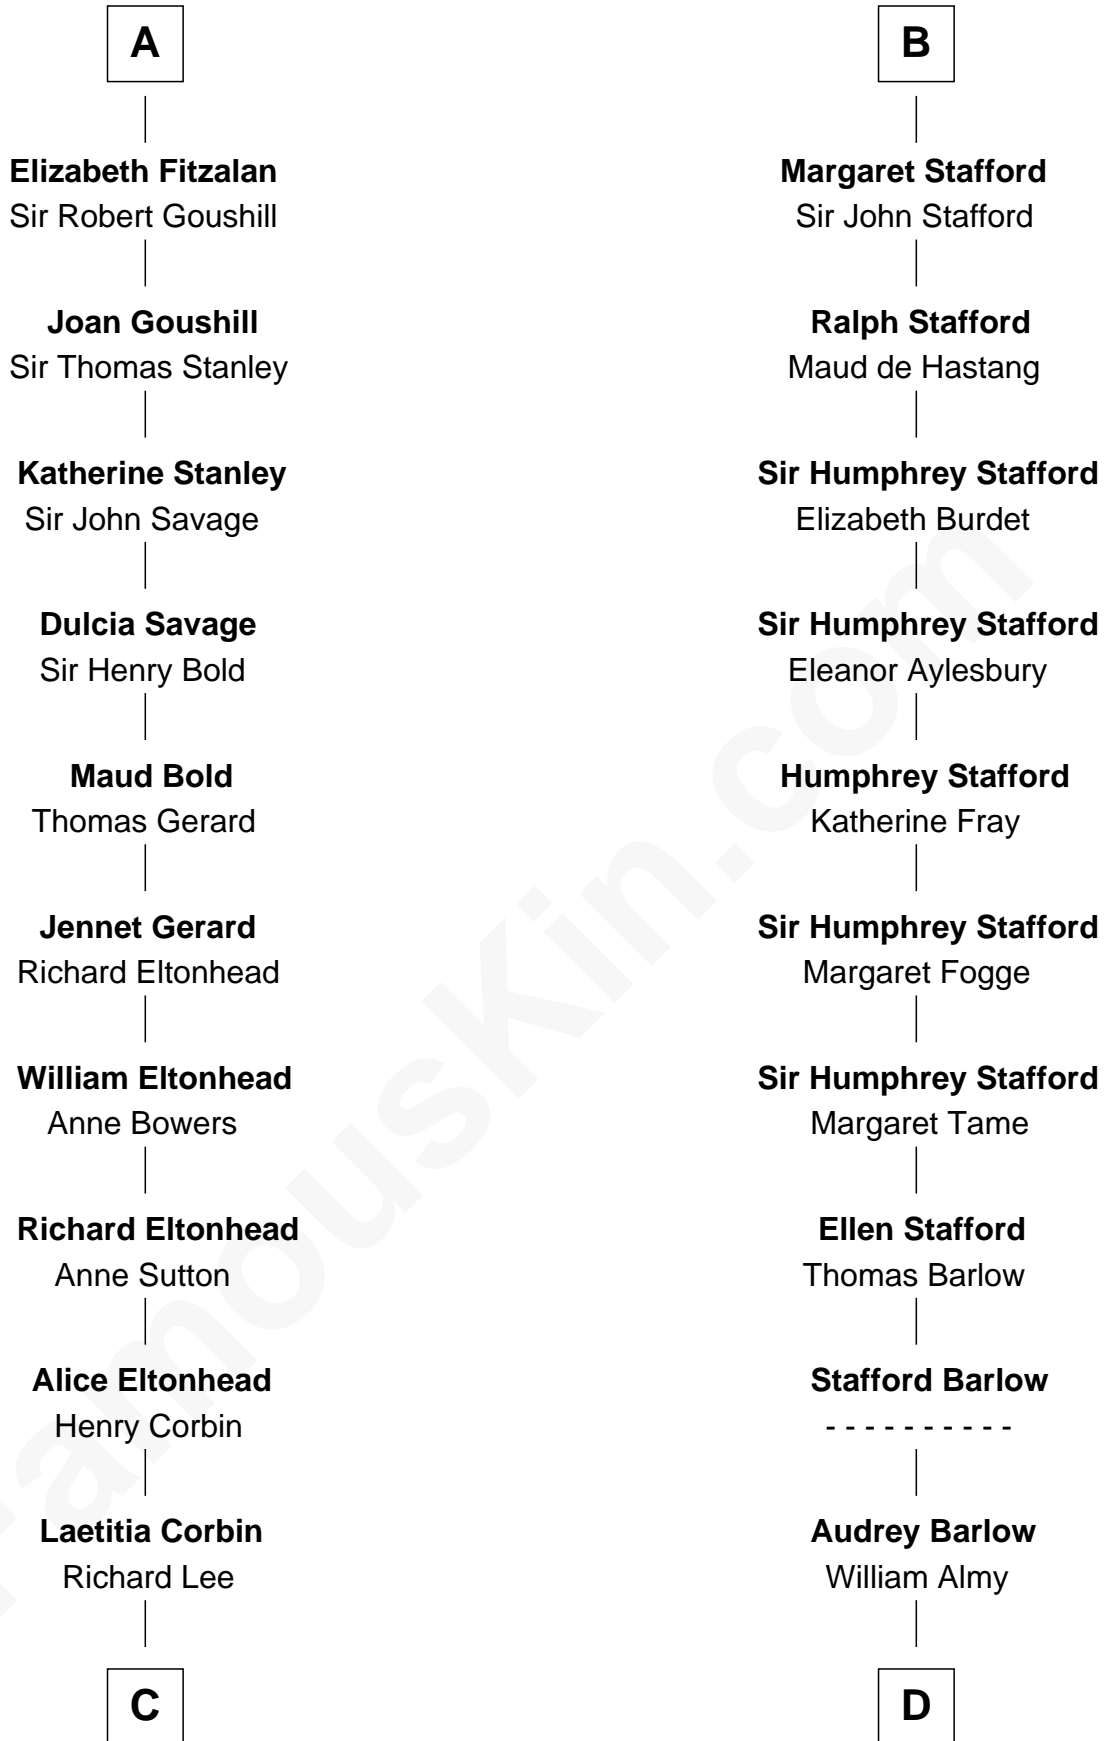 A
Elizabeth Fitzalan
Sir Robert Goushill
Joan Goushill
Sir Thomas Stanley
Katherine Stanley
Sir John Savage
Dulcia Savage
Sir Henry Bold
Maud Bold
Thomas Gerard
Jennet Gerard
Richard Eltonhead
William Eltonhead
Anne Bowers
Richard Eltonhead
Anne Sutton
Alice Eltonhead
Henry Corbin
Laetitia Corbin
Richard Lee
C
B
Margaret Stafford
Sir John Stafford
Ralph Stafford
Maud de Hastang
Sir Humphrey Stafford
Elizabeth Burdet
Sir Humphrey Stafford
Eleanor Aylesbury
Humphrey Stafford
Katherine Fray
Sir Humphrey Stafford
Margaret Fogge
Sir Humphrey Stafford
Margaret Tame
Ellen Stafford
Thomas Barlow
Stafford Barlow
- - - - - - - - - -
Audrey Barlow
William Almy
D
FamousKin.com